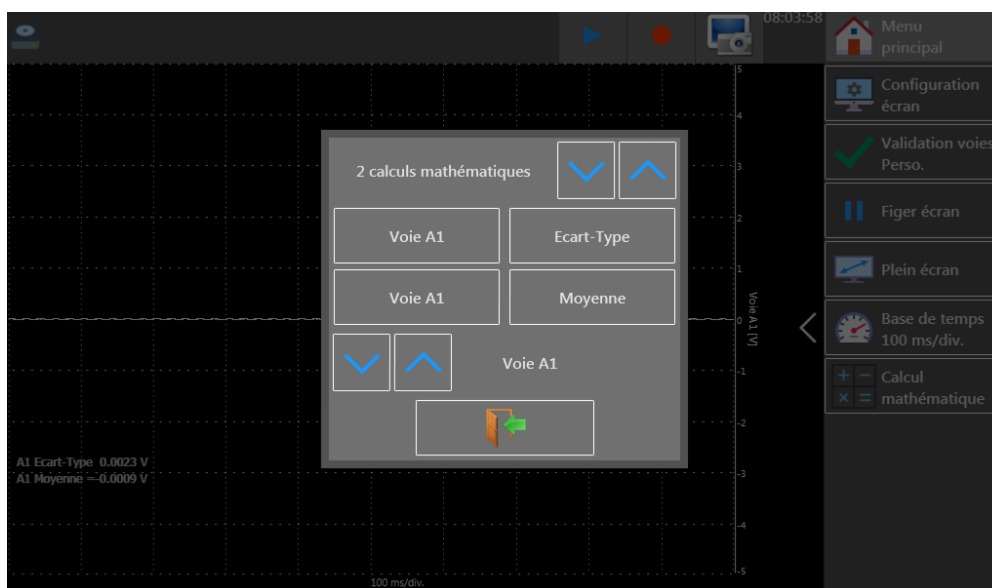 08:03:58
Menu
principal
Configuration
écran
Validation voies
Perso.
Figer écran
Plein écran
Base de temps
100 ms/div.
Calcul
mathématique
2 calculs mathématiques
Voie A1
Ecart-Type
Voie A1
Moyenne
Voie A1
5
4
3
2
1
0
-1
-2
-3
-4
-5
Voie A1 [V]
A1 Ecart-Type 0.0023 V
A1 Moyenne =-0.0009 V
100 ms/div.